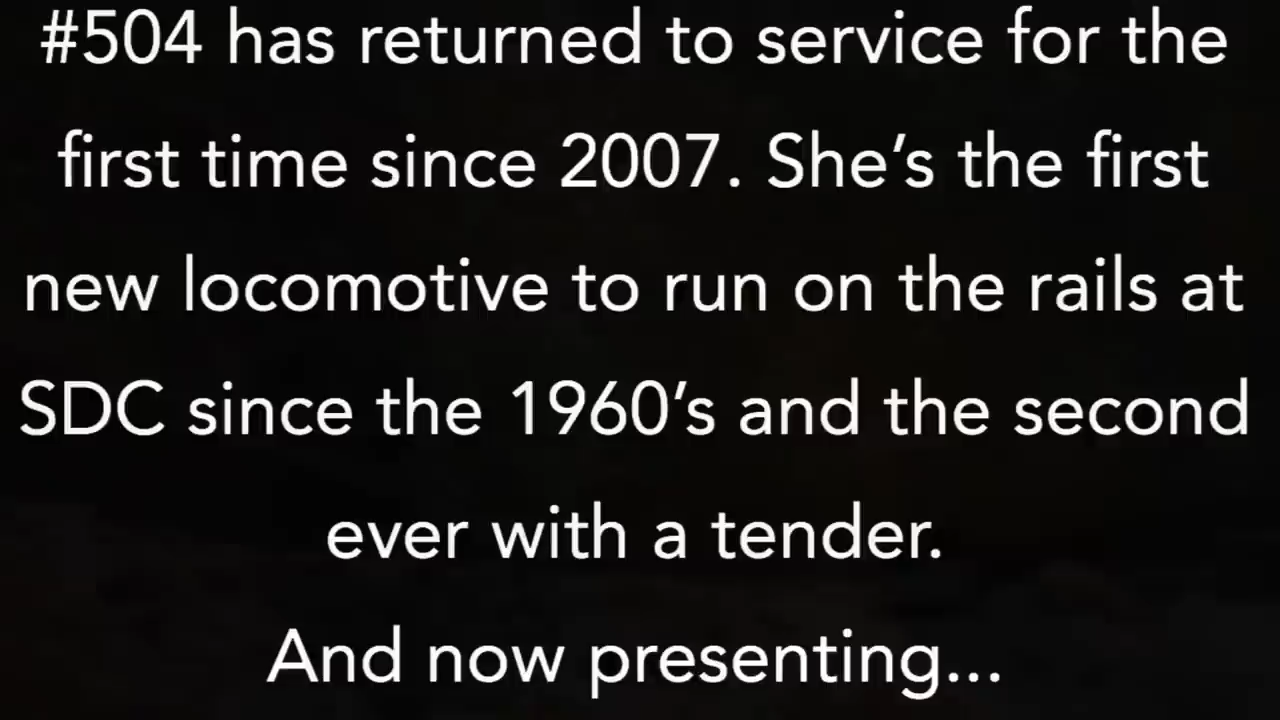 #504 has returned to service for the
first time since 2007. She’s the first
new locomotive to run on the rails at
SDC since the 1960’s and the second
ever with a tender.
And now presenting...